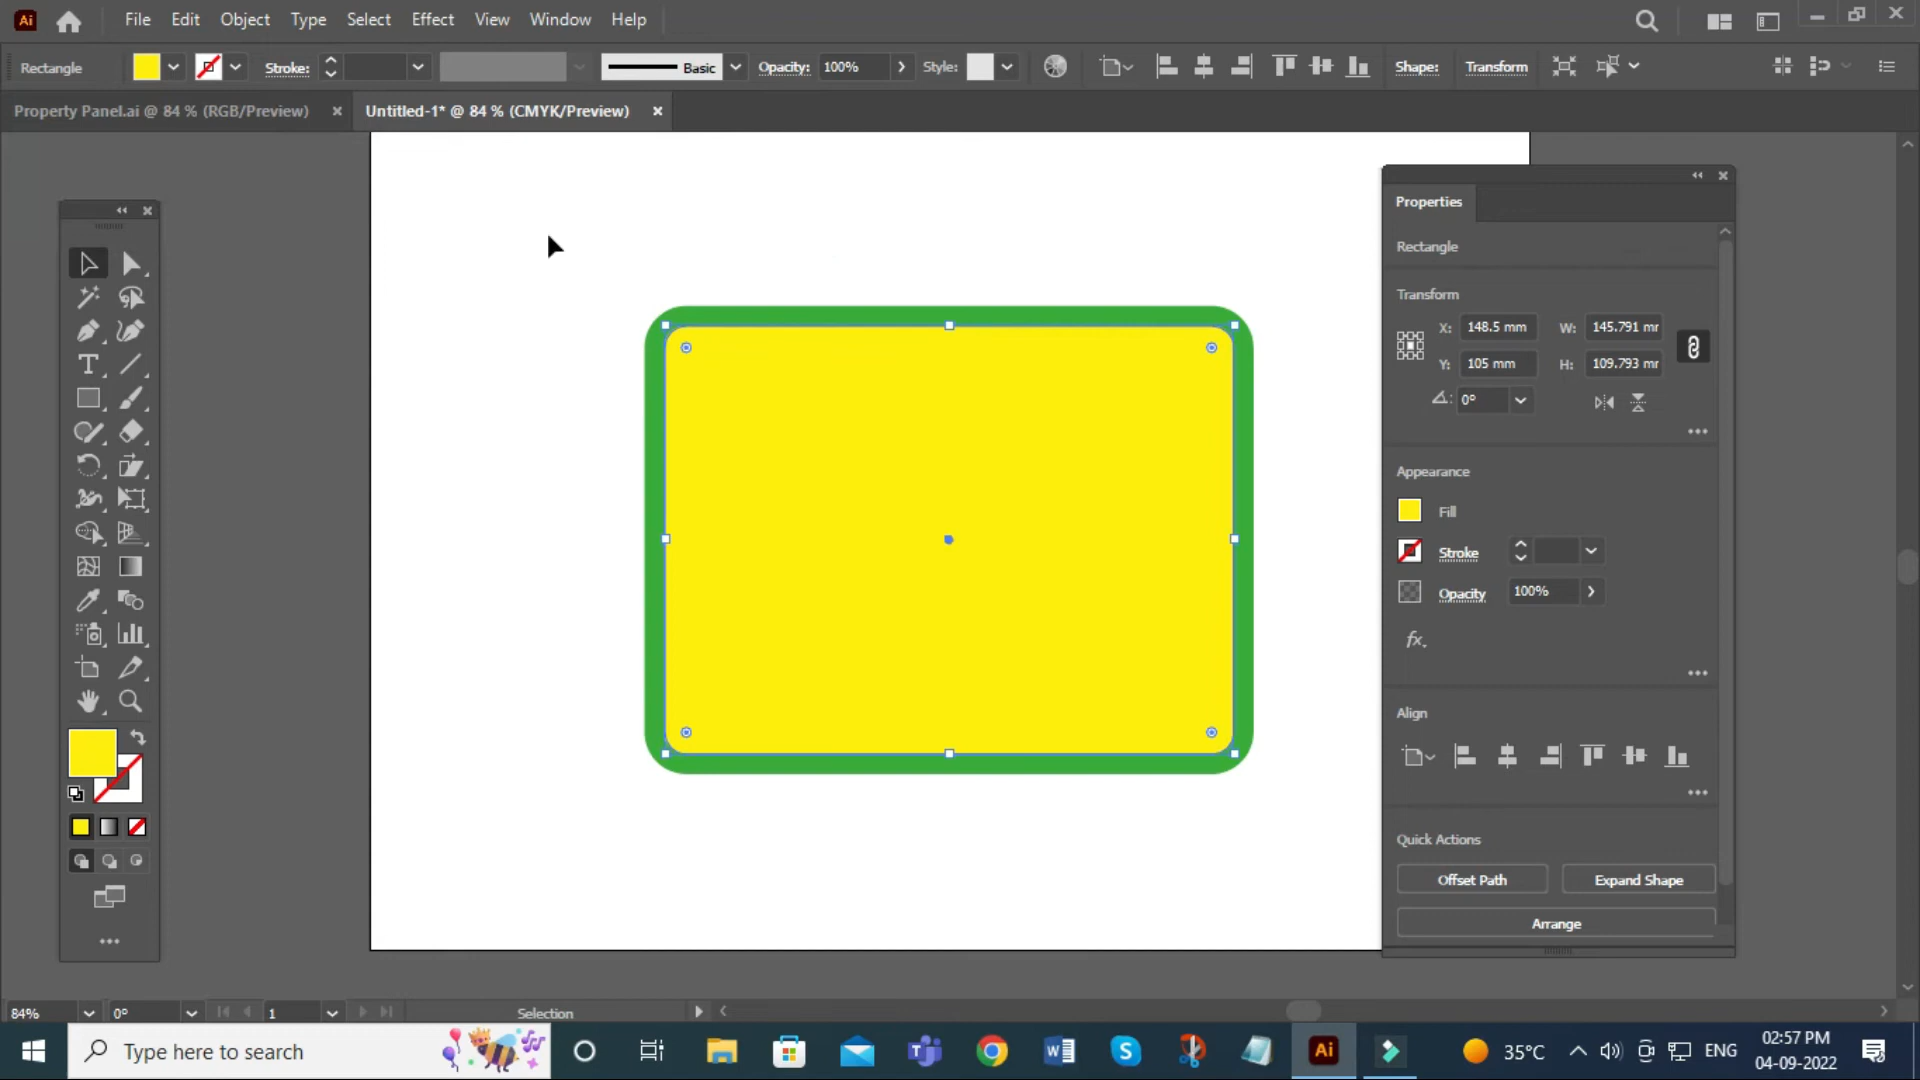 Ai File Edit Object Type Select Effect View Window Help
Rectangle Stroke: Basic Opacity: 100% Style: Shape: Transform
Property Panel.ai @ 84 % (RGB/Preview) Untitled-1* @ 84 % (CMYK/Preview)
Properties
Rectangle
Transform
X: 148.5 mm W: 145.791 mr
Y: 105 mm H: 109.793 mr
0°
Appearance
Fill
Stroke
Opacity 100%
fx.
Align
Quick Actions
Offset Path Expand Shape
Arrange
84% 0° 1 Selection
Type here to search Ai 35°C ENG 02:57 PM
04-09-2022